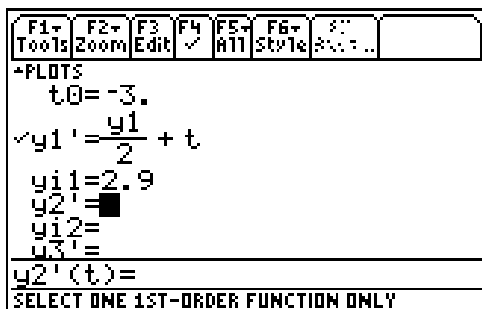 F1 F2 F3 F4 F5 F6
Tools Zoom Edit ✓ All Style
PLOTS
t0=-3.
✓y1'=y1/2 + t
yi1=2.9
y2'=
yi2=
y3'=
y2'(t)=
SELECT ONE 1ST-ORDER FUNCTION ONLY